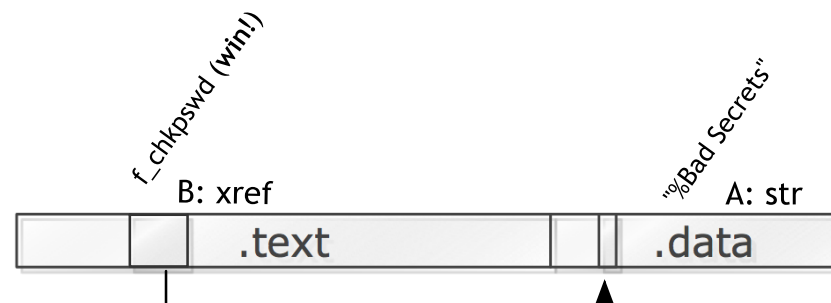 f_chkpswd (win!)
"%Bad Secrets"
B: xref
A: str
.text
.data